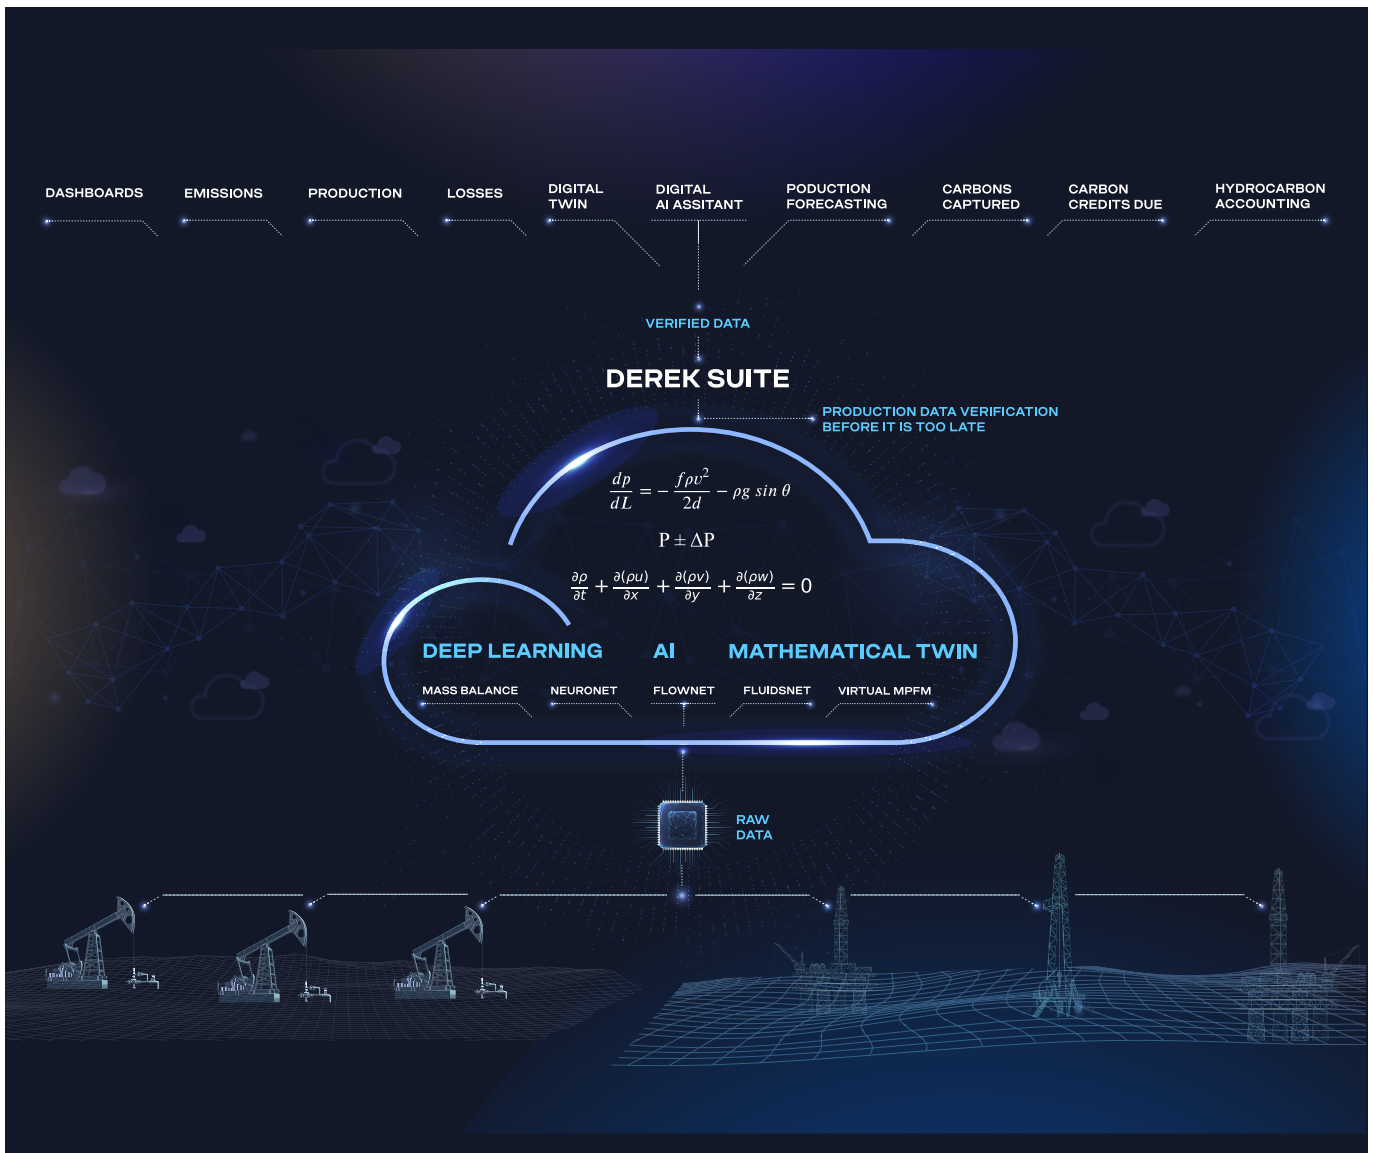 DASHBOARDS
EMISSIONS
PRODUCTION
LOSSES
DIGITAL
TWIN
DIGITAL
AI ASSITANT
PODUCTION
FORECASTING
CARBONS
CAPTURED
CARBON
CREDITS DUE
HYDROCARBON
ACCOUNTING
VERIFIED DATA
DEREK SUITE
PRODUCTION DATA VERIFICATION
BEFORE IT IS TOO LATE
dp/dL = − fρv²/2d − ρg sin θ
P ± ΔP
∂ρ/∂t + ∂(ρu)/∂x + ∂(ρv)/∂y + ∂(ρw)/∂z = 0
DEEP LEARNING AI MATHEMATICAL TWIN
MASS BALANCE NEURONET FLOWNET FLUIDSNET VIRTUAL MPFM
RAW
DATA